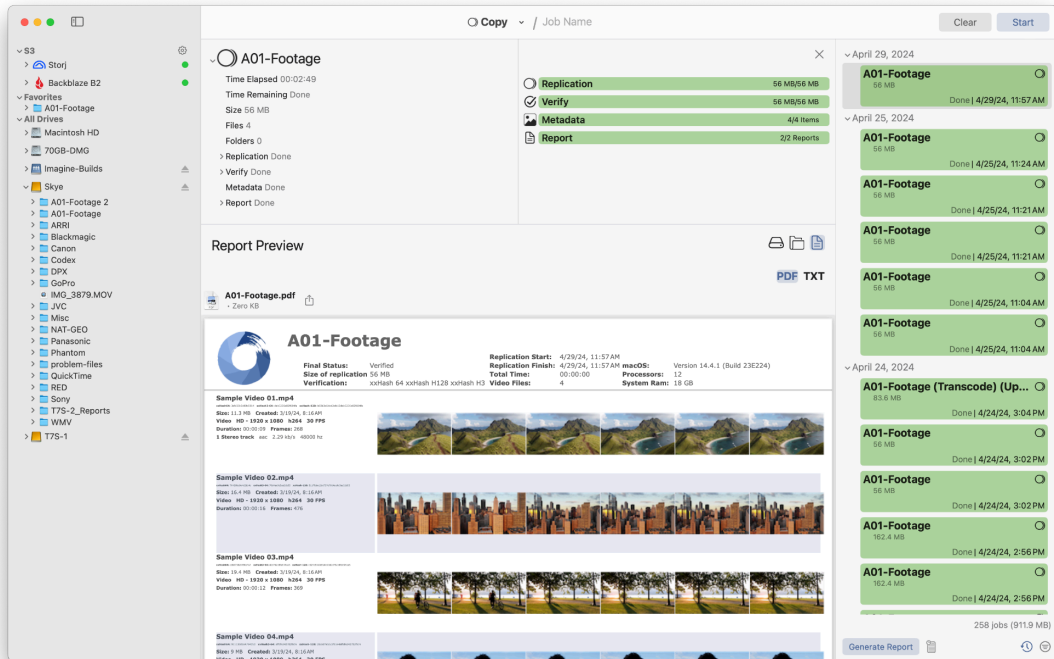 Copy / Job Name
Clear
Start
S3
Storj
Backblaze B2
Favorites
A01-Footage
All Drives
Macintosh HD
70GB-DMG
Imagine-Builds
Skye
A01-Footage 2
A01-Footage
ARRI
Blackmagic
Canon
Codex
DPX
GoPro
IMG_3879.MOV
JVC
Misc
NAT-GEO
Panasonic
Phantom
problem-files
QuickTime
RED
Sony
T7S-2_Reports
WMV
T7S-1
A01-Footage
Time Elapsed 00:02:49
Time Remaining Done
Size 56 MB
Files 4
Folders 0
Replication Done
Verify Done
Metadata Done
Report Done
Replication 56 MB/56 MB
Verify 56 MB/56 MB
Metadata 4/4 Items
Report 2/2 Reports
Report Preview
PDF TXT
A01-Footage.pdf
• Zero KB
A01-Footage
Final Status: Verified
Size of replication 56 MB
Verification: xxHash 64 xxHash H128 xxHash H3
Replication Start: 4/29/24, 11:57 AM
Replication Finish: 4/29/24, 11:57 AM
Total Time: 00:00:00
Video Files: 4
macOS: Version 14.4.1 (Build 23E224)
Processors: 12
System Ram: 18 GB
Sample Video 01.mp4
Size: 11.3 MB Created: 3/19/24, 8:16 AM
Video HD - 1920 x 1080 h264 30 FPS
Duration: 00:00:09 Frames: 268
1 Stereo track aac 2.29 kb/s 48000 hz
Sample Video 02.mp4
Size: 16.4 MB Created: 3/19/24, 8:16 AM
Video HD - 1920 x 1080 h264 30 FPS
Duration: 00:00:16 Frames: 476
Sample Video 03.mp4
Size: 19.4 MB Created: 3/19/24, 8:16 AM
Video HD - 1920 x 1080 h264 30 FPS
Duration: 00:00:12 Frames: 369
Sample Video 04.mp4
Size: 9 MB Created: 3/19/24, 8:16 AM
Video HD - 1920 x 1080 h264 30 FPS
April 29, 2024
A01-Footage
56 MB
Done | 4/29/24, 11:57 AM
April 25, 2024
A01-Footage
56 MB
Done | 4/25/24, 11:24 AM
A01-Footage
56 MB
Done | 4/25/24, 11:21 AM
A01-Footage
56 MB
Done | 4/25/24, 11:21 AM
A01-Footage
56 MB
Done | 4/25/24, 11:04 AM
A01-Footage
56 MB
Done | 4/25/24, 11:04 AM
April 24, 2024
A01-Footage (Transcode) (Up...
83.6 MB
Done | 4/24/24, 3:04 PM
A01-Footage
56 MB
Done | 4/24/24, 3:02 PM
A01-Footage
56 MB
Done | 4/24/24, 3:02 PM
A01-Footage
162.4 MB
Done | 4/24/24, 2:56 PM
A01-Footage
162.4 MB
Done | 4/24/24, 2:56 PM
258 jobs (911.9 MB)
Generate Report